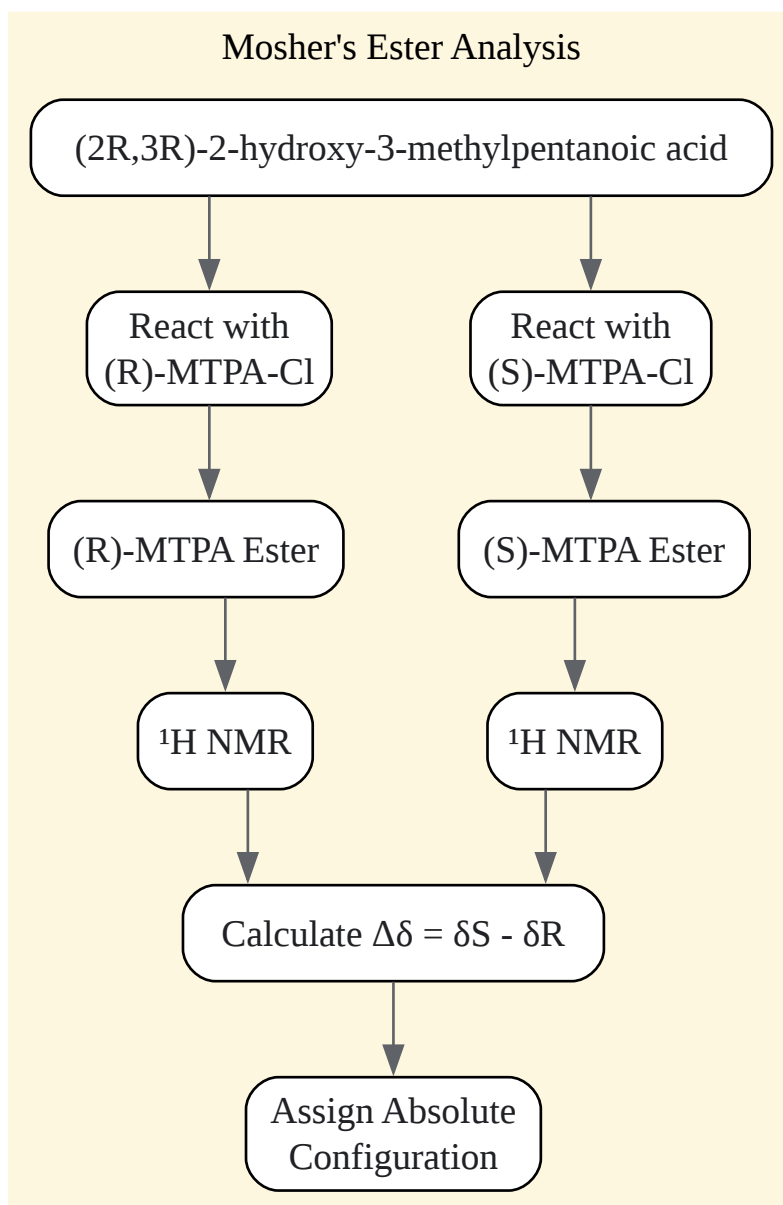 Mosher's Ester Analysis
(2R,3R)-2-hydroxy-3-methylpentanoic acid
React with
(R)-MTPA-Cl
React with
(S)-MTPA-Cl
(R)-MTPA Ester
(S)-MTPA Ester
¹H NMR
¹H NMR
Calculate Δδ = δS - δR
Assign Absolute
Configuration